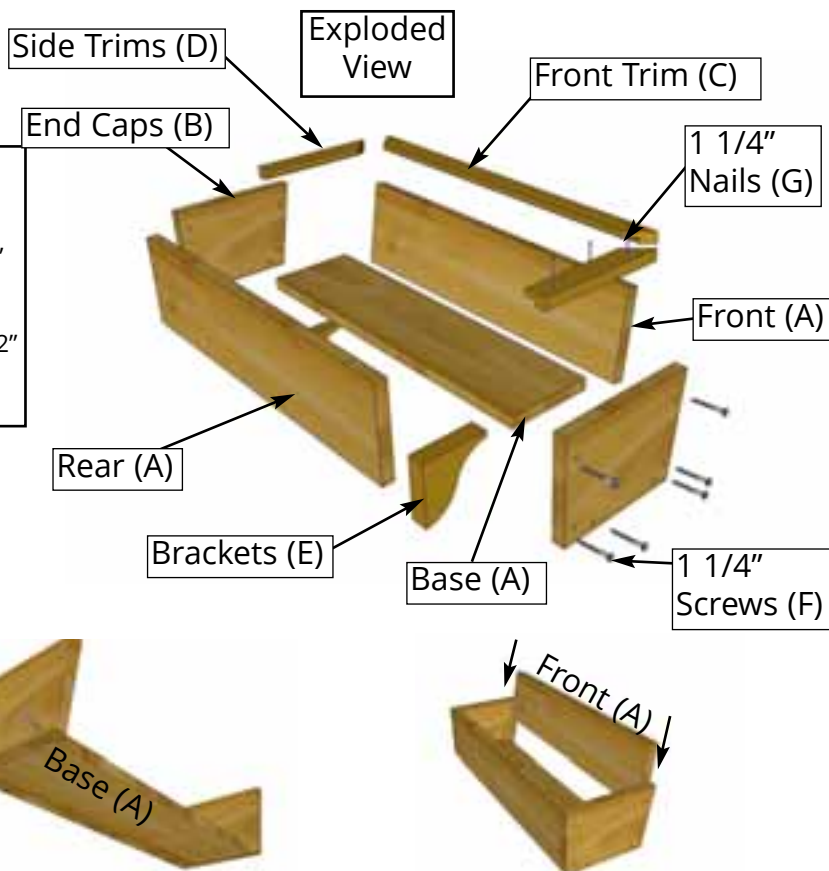 Exploded
View
Side Trims (D)
Front Trim (C)
End Caps (B)
1 1/4”
Nails (G)
Front (A)
Rear (A)
Brackets (E)
Base (A)
1 1/4”
Screws (F)
Base (A)
Front (A)